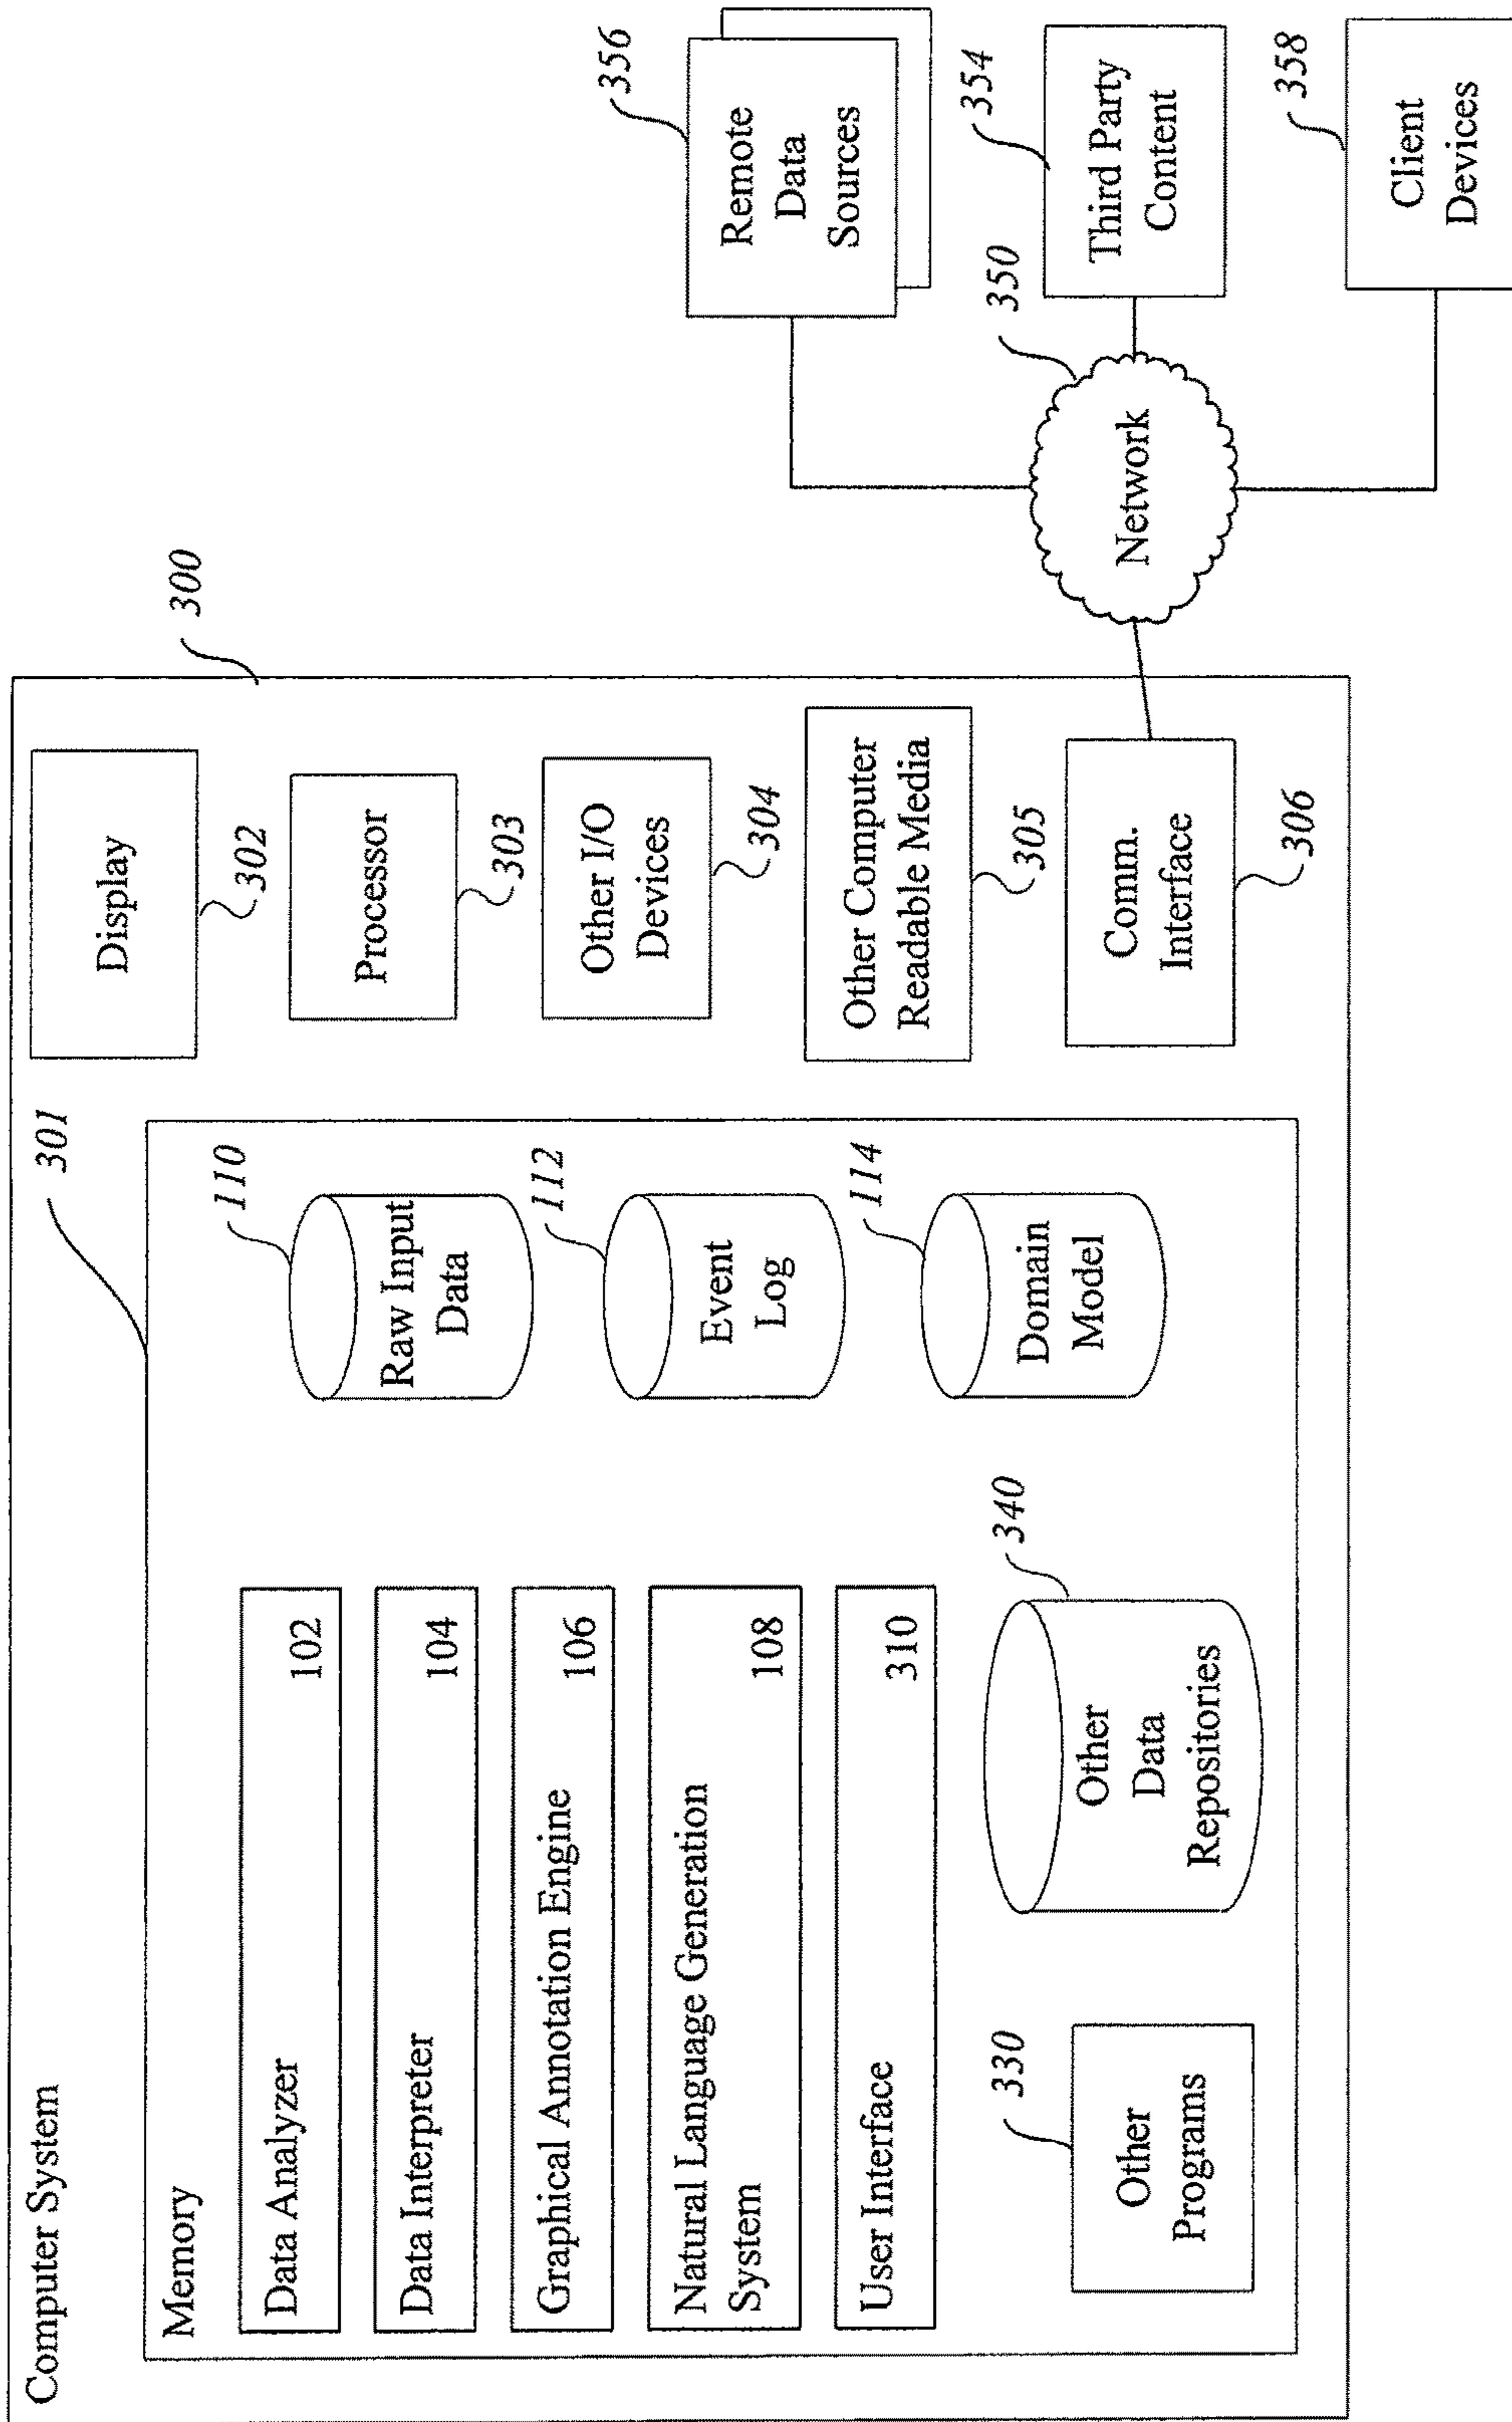 Computer System
300
Memory
301
Data Analyzer 102
Data Interpreter 104
Graphical Annotation Engine 106
Natural Language Generation
System
108
User Interface 310
Other
Programs
330
Other
Data
Repositories
340
Raw Input
Data
110
Event
Log
112
Domain
Model
114
Display
302
Processor
303
Other I/O
Devices
304
Other Computer
Readable Media
305
Comm.
Interface
306
Network
350
Remote
Data
Sources
356
Third Party
Content
354
Client
Devices
358